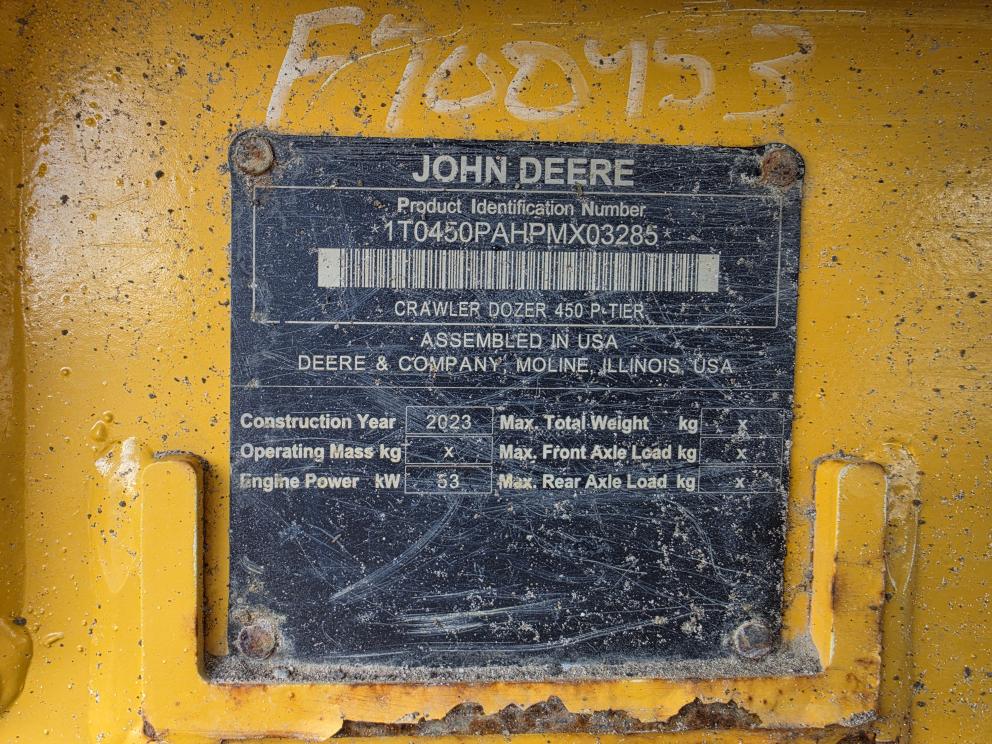 F900453
JOHN DEERE
Product Identification Number
*1T0450PAHPMX03285*
CRAWLER DOZER 450 P-TIER
ASSEMBLED IN USA
DEERE & COMPANY, MOLINE, ILLINOIS, USA
Construction Year 2023 Max. Total Weight kg x
Operating Mass kg x Max. Front Axle Load kg x
Engine Power kW 53 Max. Rear Axle Load kg x